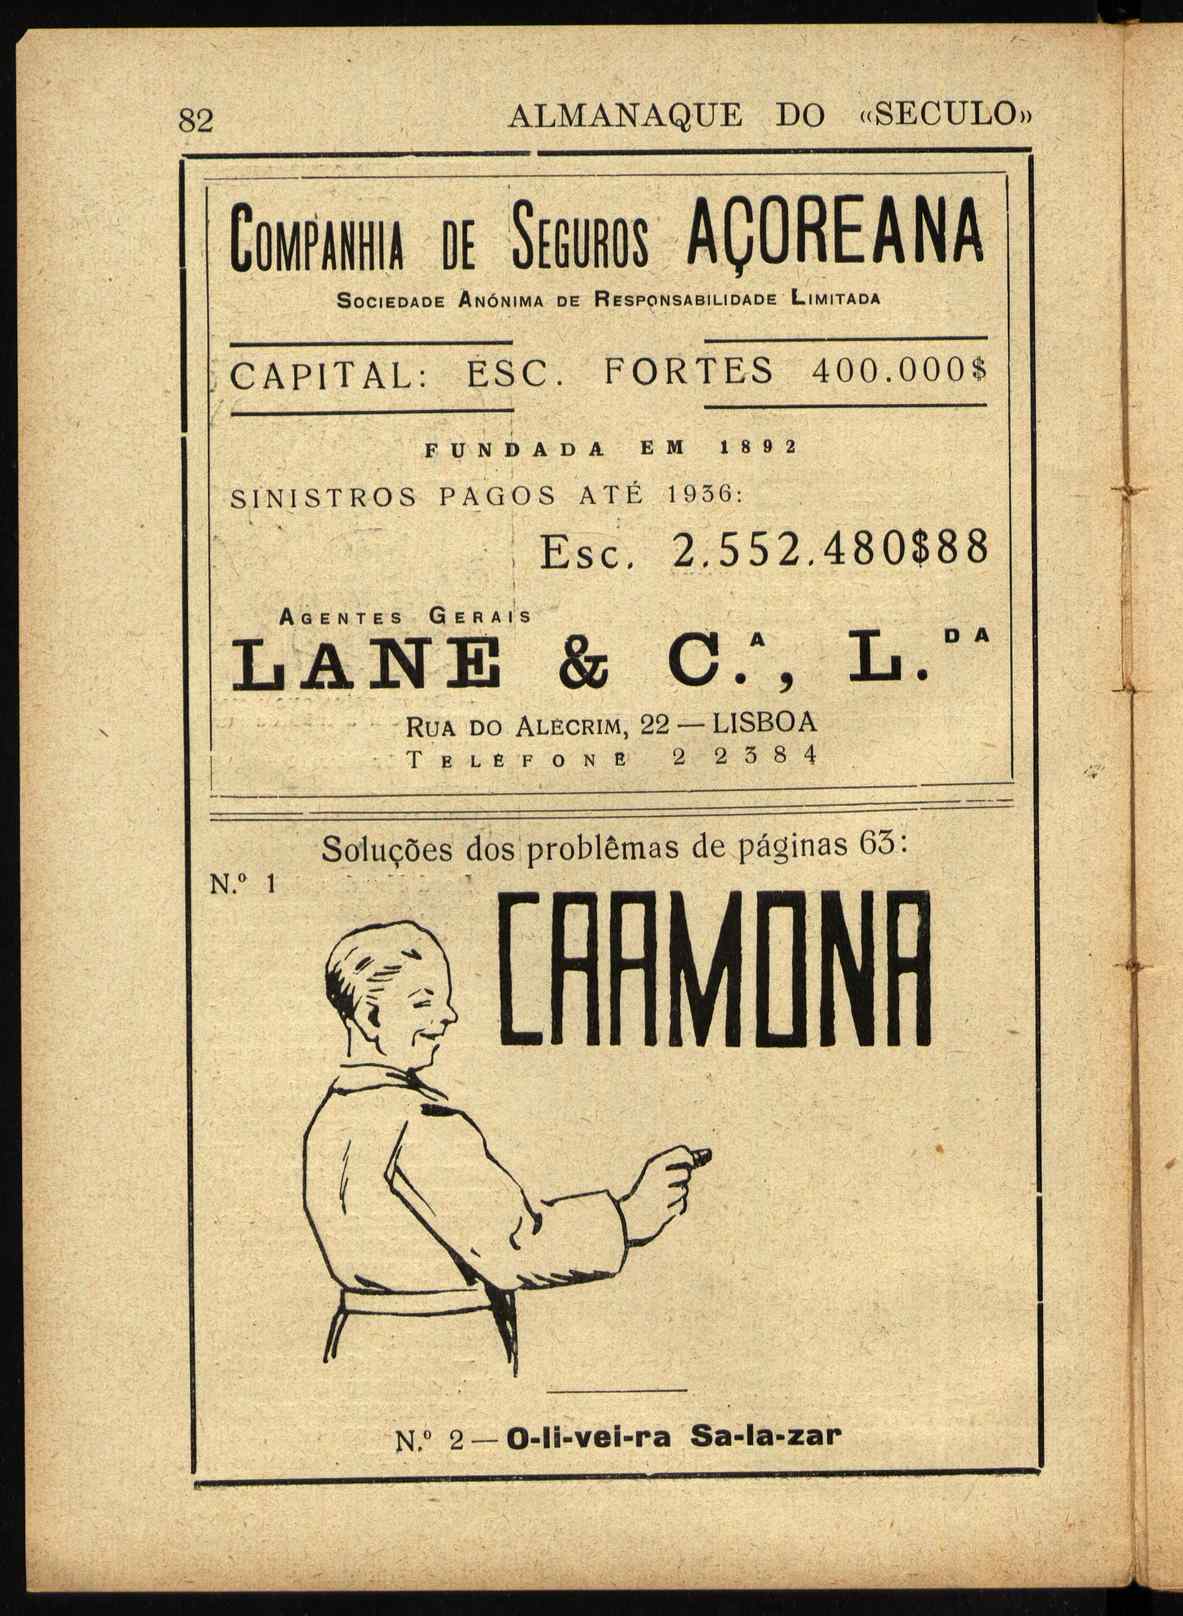 82 ALMANAQUE DO «SECULO»
COMPANHIA DE SEGUROS AÇOREANA
SOCIEDADE ANÓNIMA DE RESPONSABILIDADE LIMITADA
CAPITAL: ESC. FORTES 400.000$
FUNDADA EM 1892
SINISTROS PAGOS ATÉ 1936:
Esc. 2.552.480$88
AGENTES GERAIS
LANE & C.ᴬ, L.ᴰᴬ
RUA DO ALECRIM, 22 — LISBOA
TELEFONE 2 2384
Soluções dos problêmas de páginas 63:
N.º 1
CARMONA
N.º 2 — O-li-vei-ra Sa-la-zar